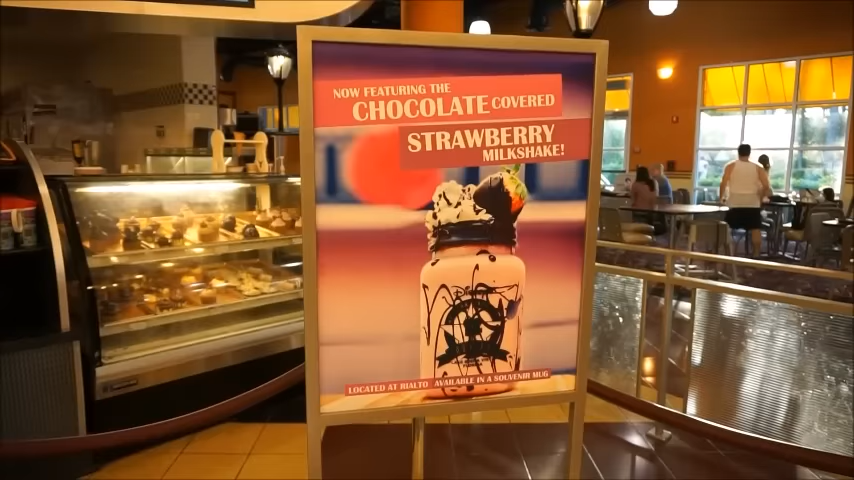 NOW FEATURING THE
CHOCOLATE COVERED
STRAWBERRY
MILKSHAKE!
LOCATED AT RIALTO AVAILABLE IN A SOUVENIR MUG